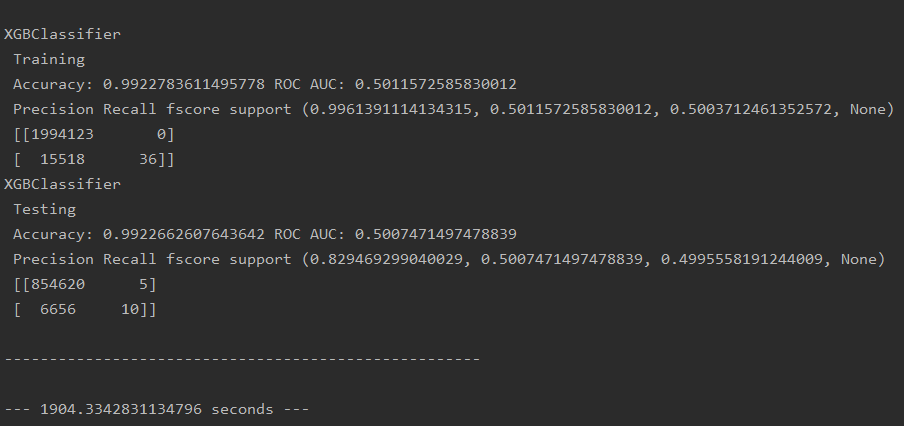 XGBClassifier
Training
Accuracy: 0.9922783611495778 ROC AUC: 0.5011572585830012
Precision Recall fscore support (0.9961391114134315, 0.5011572585830012, 0.5003712461352572, None)
[[1994123       0]
[  15518      36]]
XGBClassifier
Testing
Accuracy: 0.9922662607643642 ROC AUC: 0.5007471497478839
Precision Recall fscore support (0.829469299040029, 0.5007471497478839, 0.4995558191244009, None)
[[854620      5]
[  6656     10]]
-----------------------------------------------------
--- 1904.3342831134796 seconds ---